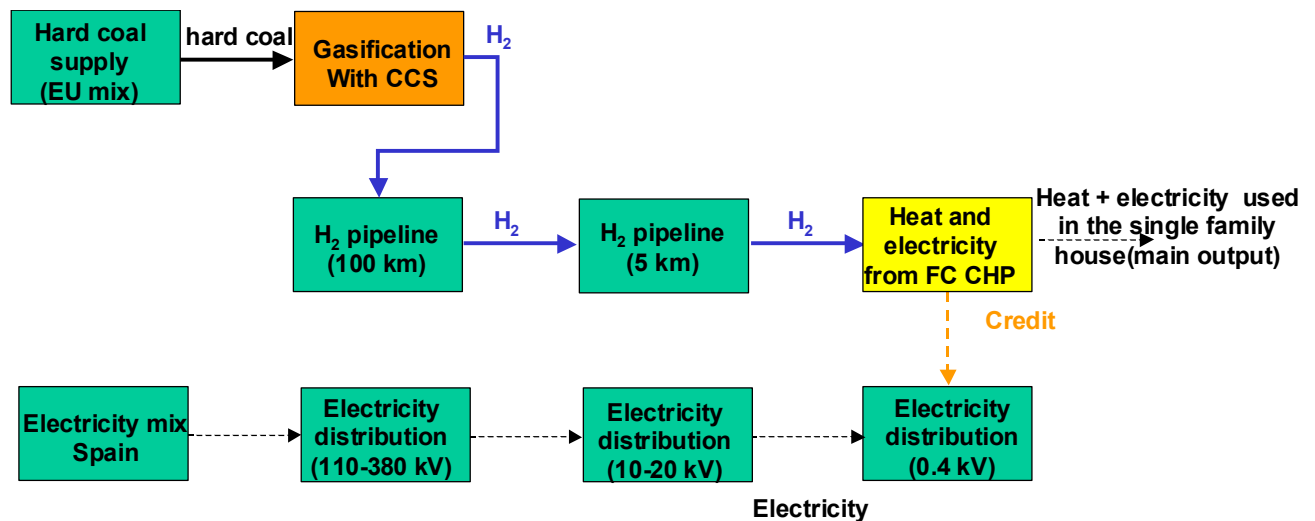 Hard coal
supply
(EU mix)
hard coal
Gasification
With CCS
H₂
H₂ pipeline
(100 km)
H₂
H₂ pipeline
(5 km)
H₂
Heat and
electricity
from FC CHP
Heat + electricity used
in the single family
house(main output)
Credit
Electricity mix
Spain
Electricity
distribution
(110-380 kV)
Electricity
distribution
(10-20 kV)
Electricity
distribution
(0.4 kV)
Electricity